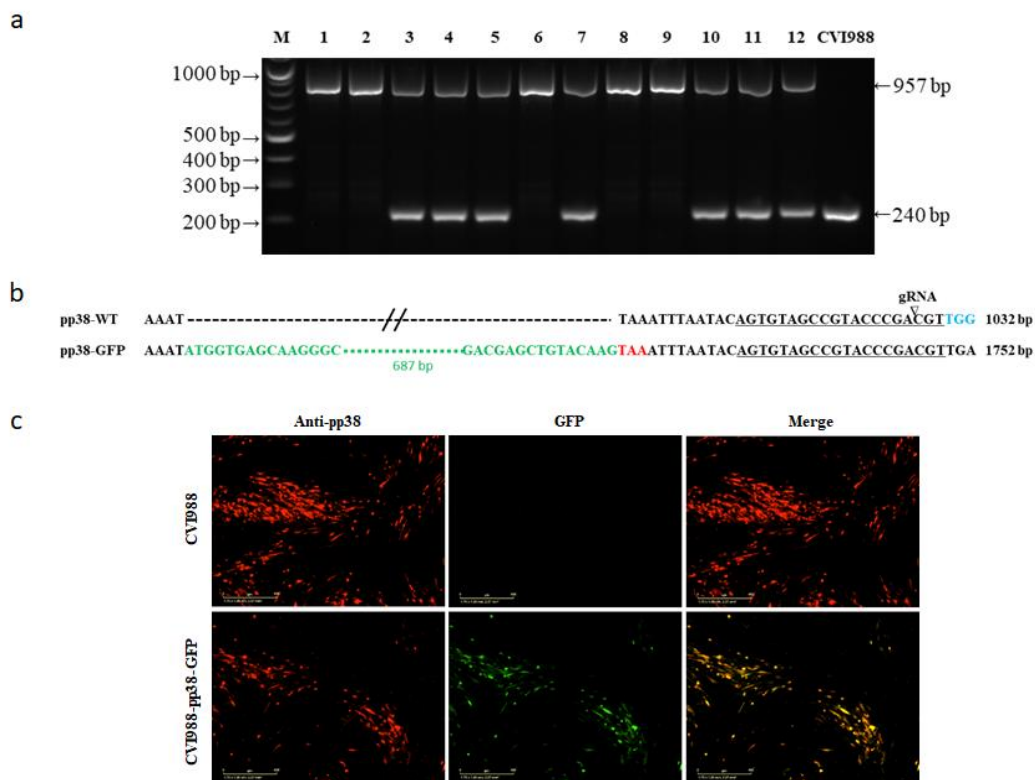 a
M 1 2 3 4 5 6 7 8 9 10 11 12 CVI988
1000 bp→
←957 bp
500 bp→
400 bp→
300 bp→
200 bp→
←240 bp
b
gRNA
pp38-WT AAAT TAAATTTAATACAGTGTAGCCGTACCCGACGTTGG 1032 bp
pp38-GFP AAATATGGTGAGCAAGGGC GACGAGCTGTACAAGTAAATTTAATACAGTGTAGCCGTACCCGACGTTGA 1752 bp
687 bp
c
Anti-pp38 GFP Merge
CVI988
CVI988-pp38-GFP